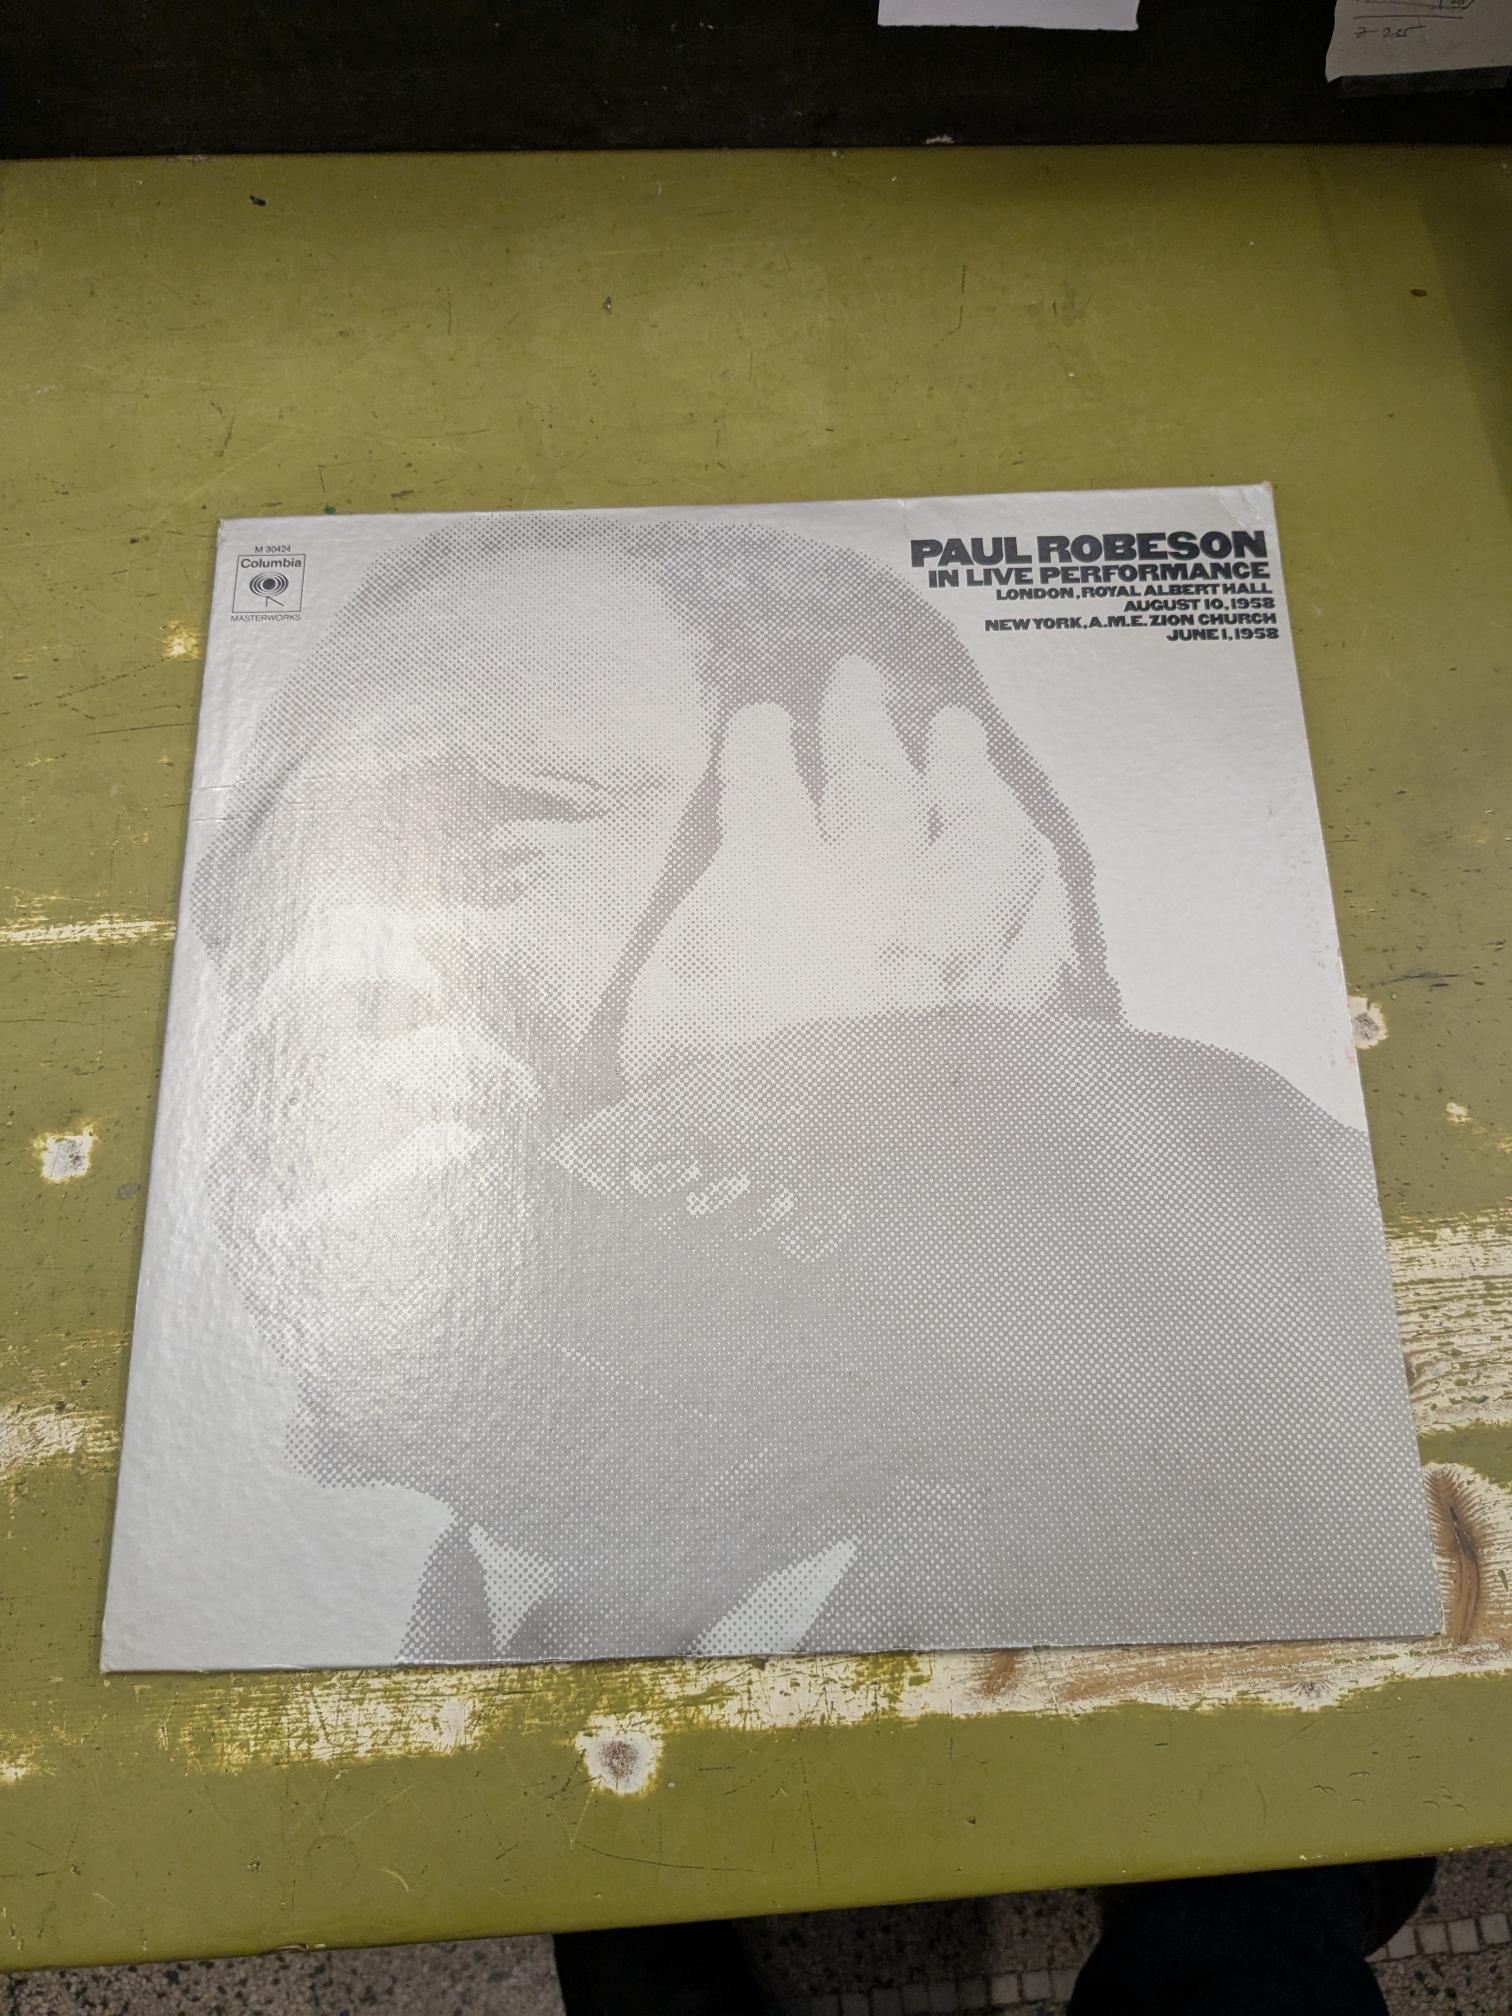 z 235
M 30424
Columbia
MASTERWORKS
PAUL ROBESON
IN LIVE PERFORMANCE
LONDON, ROYAL ALBERT HALL
AUGUST 10, 1958
NEW YORK, A.M.E. ZION CHURCH
JUNE 1, 1958